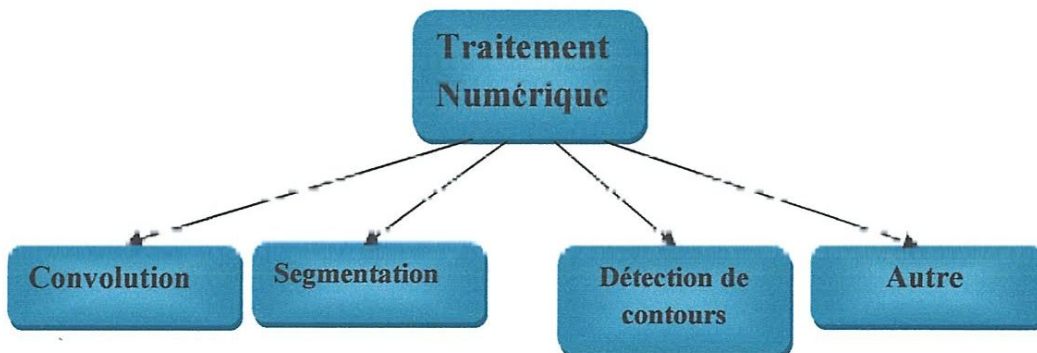 Traitement
Numérique
Convolution
Segmentation
Détection de
contours
Autre